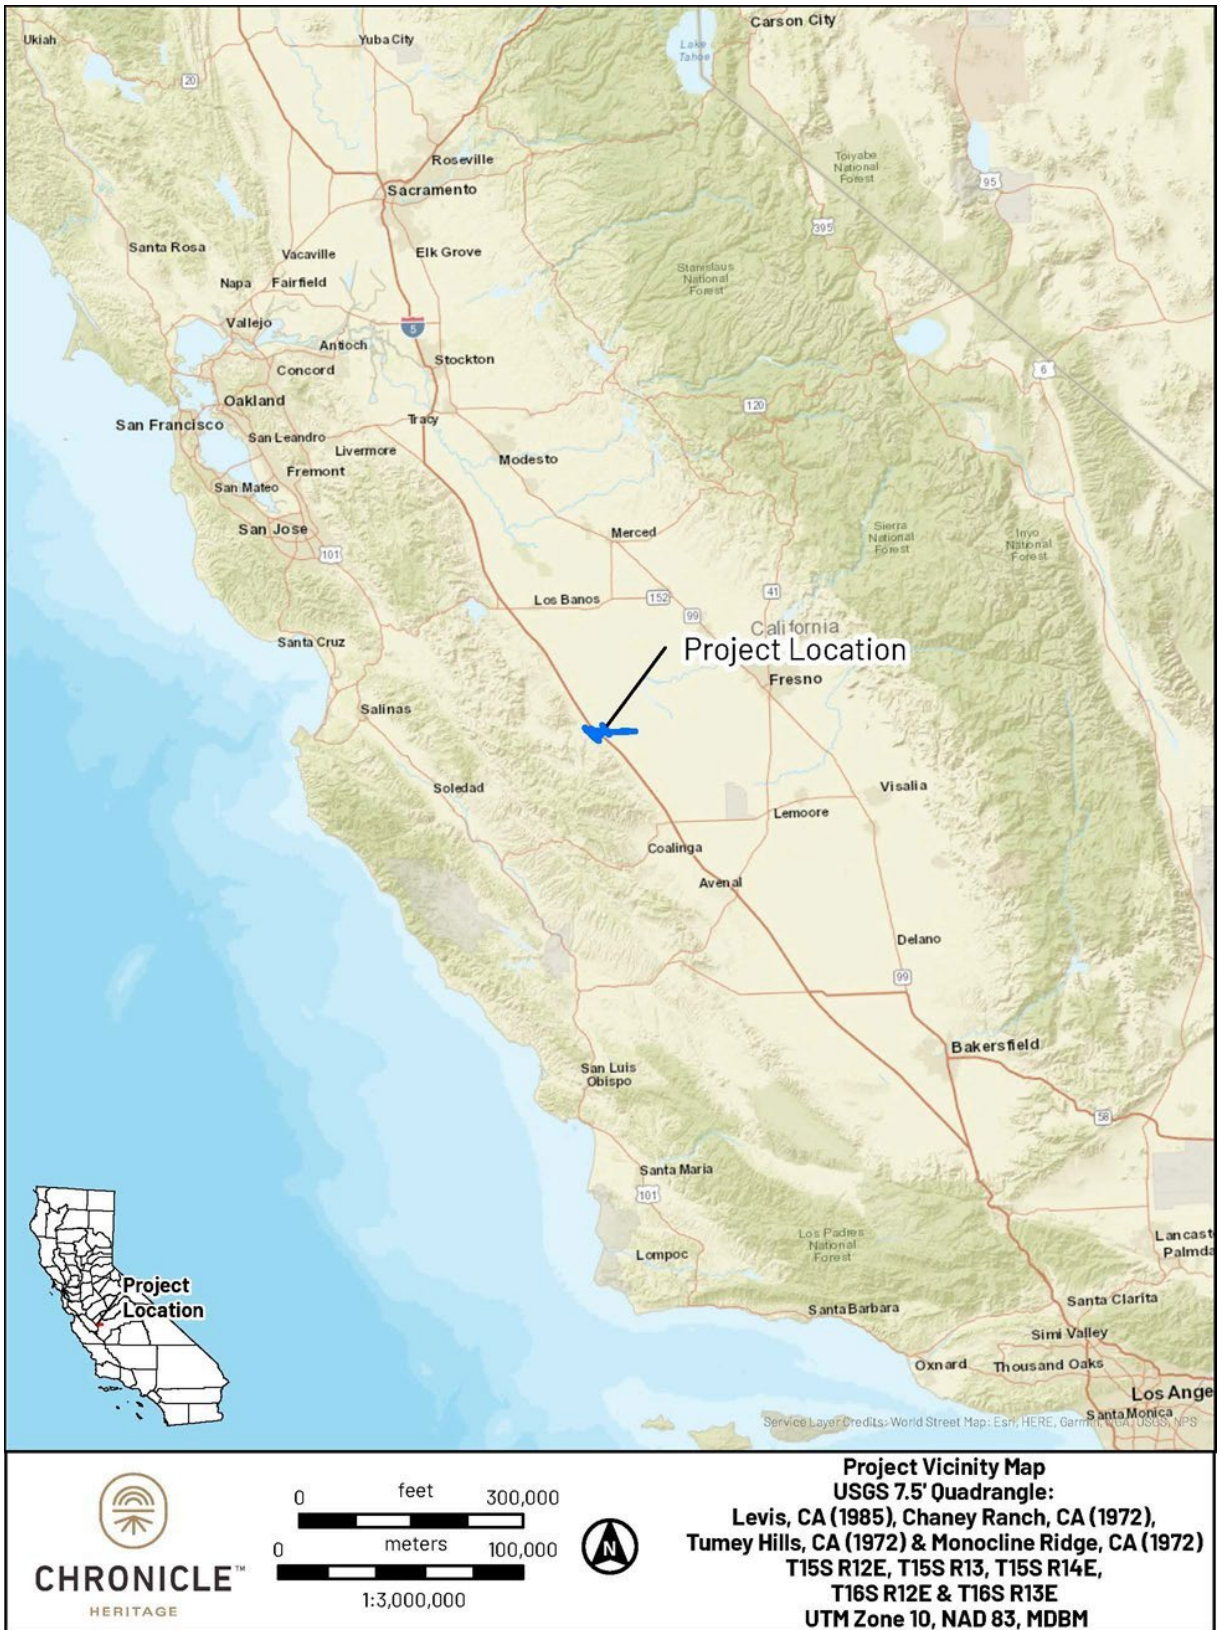 Carson City
Ukiah
Yuba City
Lake
Tahoe
20
Roseville
Toiyabe
National
Forest
Sacramento
95
395
Santa Rosa
Vacaville
Elk Grove
Stanislaus
National
Forest
Napa
Fairfield
Vallejo
5
Antioch
Stockton
Concord
6
Oakland
120
San Francisco
Tracy
San Leandro
Livermore
Modesto
Fremont
San Mateo
San Jose
Merced
Sierra
National
Forest
Inyo
National
Forest
101
Los Banos
152
41
99
California
Santa Cruz
Project Location
Fresno
Salinas
Soledad
Visalia
Lemoore
Coalinga
Avenal
Delano
99
Bakersfield
San Luis
Obispo
58
Santa Maria
101
Los Padres
National
Forest
Lancast
Palmda
Lompoc
Project
Location
Santa Barbara
Santa Clarita
Simi Valley
Oxnard
Thousand Oaks
Los Ange
Santa Monica
Service Layer Credits: World Street Map: Esri, HERE, Garmin, FAO, USGS, NPS
CHRONICLE™
HERITAGE
0 feet 300,000
0 meters 100,000
1:3,000,000
N
Project Vicinity Map
USGS 7.5' Quadrangle:
Levis, CA (1985), Chaney Ranch, CA (1972),
Tumey Hills, CA (1972) & Monocline Ridge, CA (1972)
T15S R12E, T15S R13, T15S R14E,
T16S R12E & T16S R13E
UTM Zone 10, NAD 83, MDBM